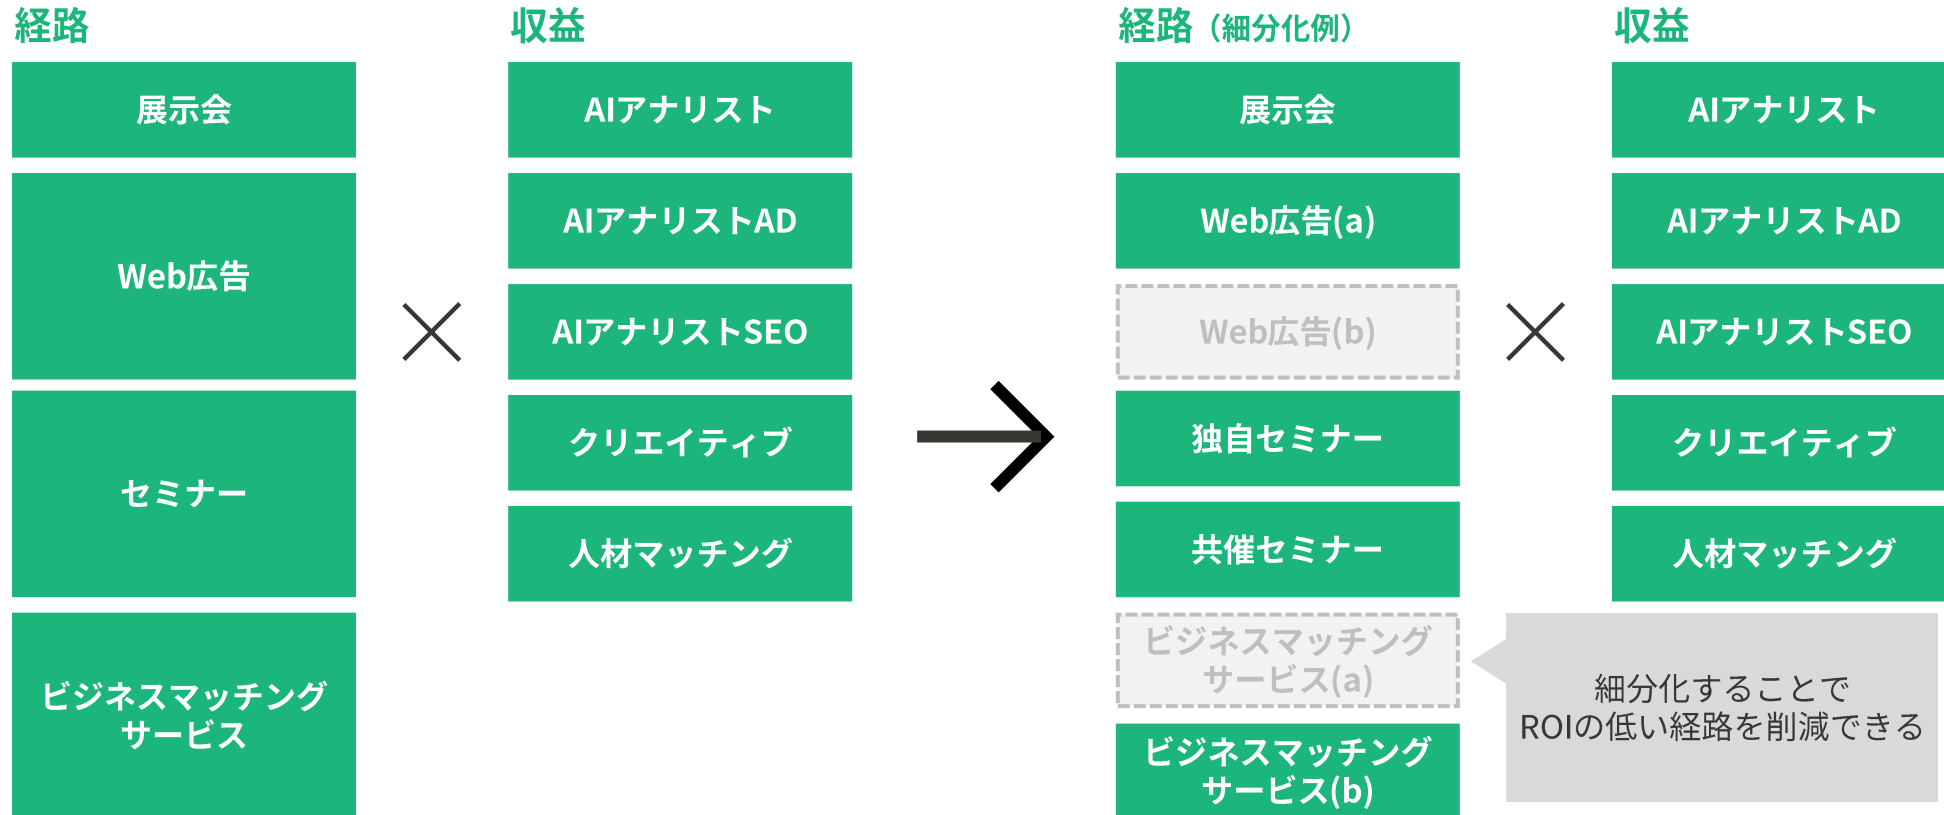 経路
展示会
Web広告
セミナー
ビジネスマッチング
サービス
収益
AIアナリスト
AIアナリストAD
AIアナリストSEO
クリエイティブ
人材マッチング
経路（細分化例）
展示会
Web広告(a)
Web広告(b)
独自セミナー
共催セミナー
ビジネスマッチング
サービス(a)
ビジネスマッチング
サービス(b)
収益
AIアナリスト
AIアナリストAD
AIアナリストSEO
クリエイティブ
人材マッチング
細分化することで
ROIの低い経路を削減できる